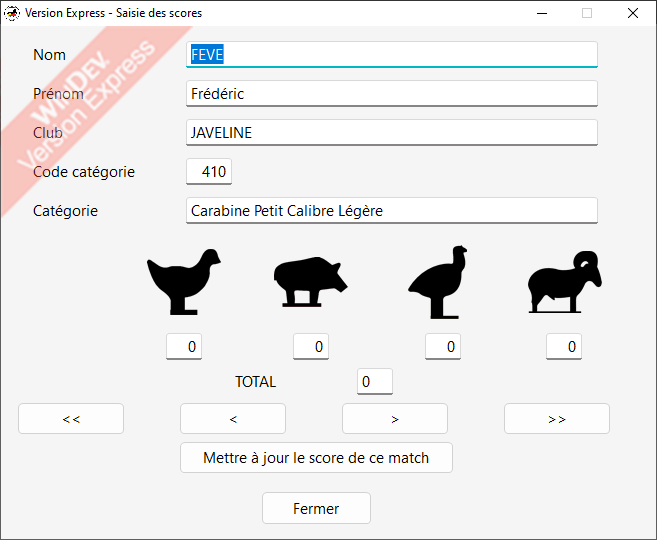 Version Express - Saisie des scores
WINDEV
Version Express
Nom FEVE
Prénom Frédéric
Club JAVELINE
Code catégorie 410
Catégorie Carabine Petit Calibre Légère
0 0 0 0
TOTAL 0
<< < > >>
Mettre à jour le score de ce match
Fermer